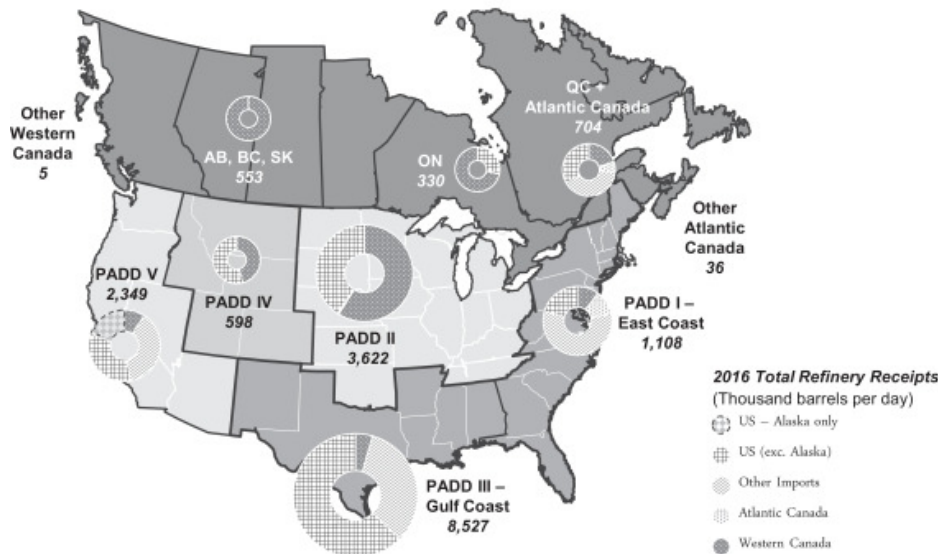 Other
Western
Canada
5
AB, BC, SK
553
ON
330
QC +
Atlantic Canada
704
Other
Atlantic
Canada
36
PADD V
2,349
PADD IV
598
PADD II
3,622
PADD I –
East Coast
1,108
PADD III –
Gulf Coast
8,527
2016 Total Refinery Receipts
(Thousand barrels per day)
US – Alaska only
US (exc. Alaska)
Other Imports
Atlantic Canada
Western Canada